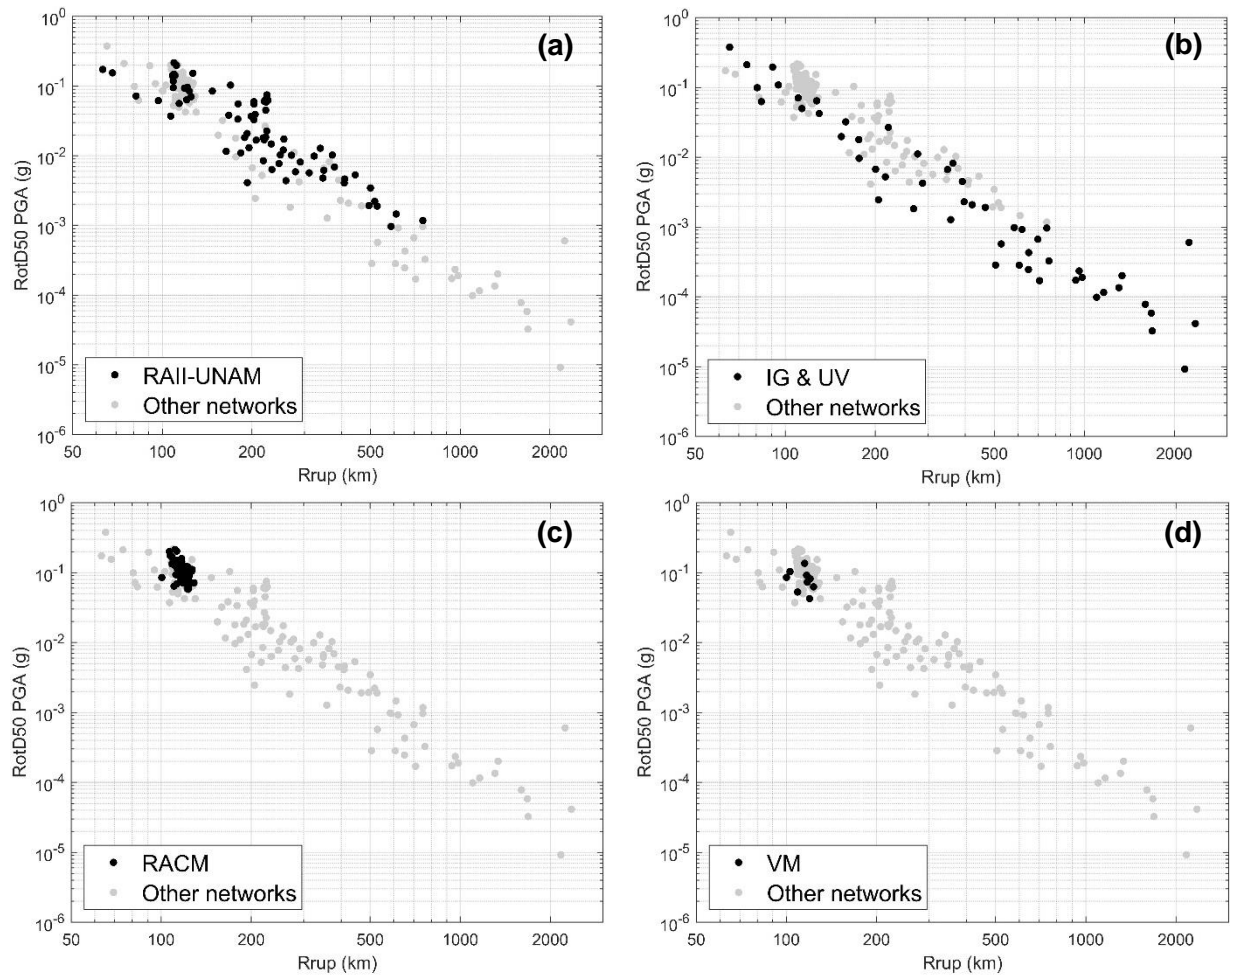 (a)
10^0
10^-1
10^-2
10^-3
10^-4
10^-5
10^-6
RotD50 PGA (g)
RAII-UNAM
Other networks
50 100 200 500 1000 2000
Rrup (km)
(b)
10^0
10^-1
10^-2
10^-3
10^-4
10^-5
10^-6
RotD50 PGA (g)
IG & UV
Other networks
50 100 200 500 1000 2000
Rrup (km)
(c)
10^0
10^-1
10^-2
10^-3
10^-4
10^-5
10^-6
RotD50 PGA (g)
RACM
Other networks
50 100 200 500 1000 2000
Rrup (km)
(d)
10^0
10^-1
10^-2
10^-3
10^-4
10^-5
10^-6
RotD50 PGA (g)
VM
Other networks
50 100 200 500 1000 2000
Rrup (km)